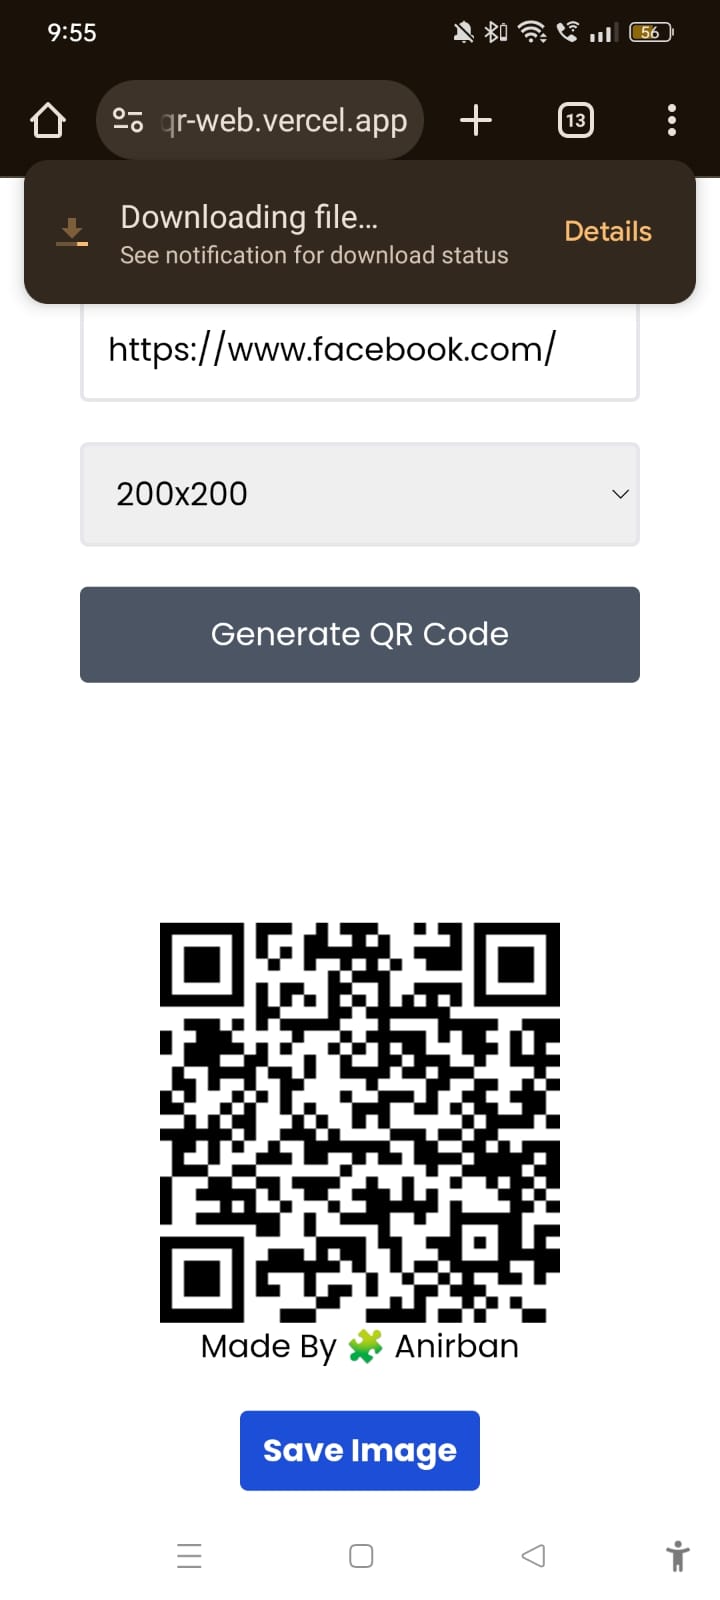 9:55
56
qr-web.vercel.app
13
Downloading file...
See notification for download status
Details
https://www.facebook.com/
200x200
Generate QR Code
Made By 🧩 Anirban
Save Image